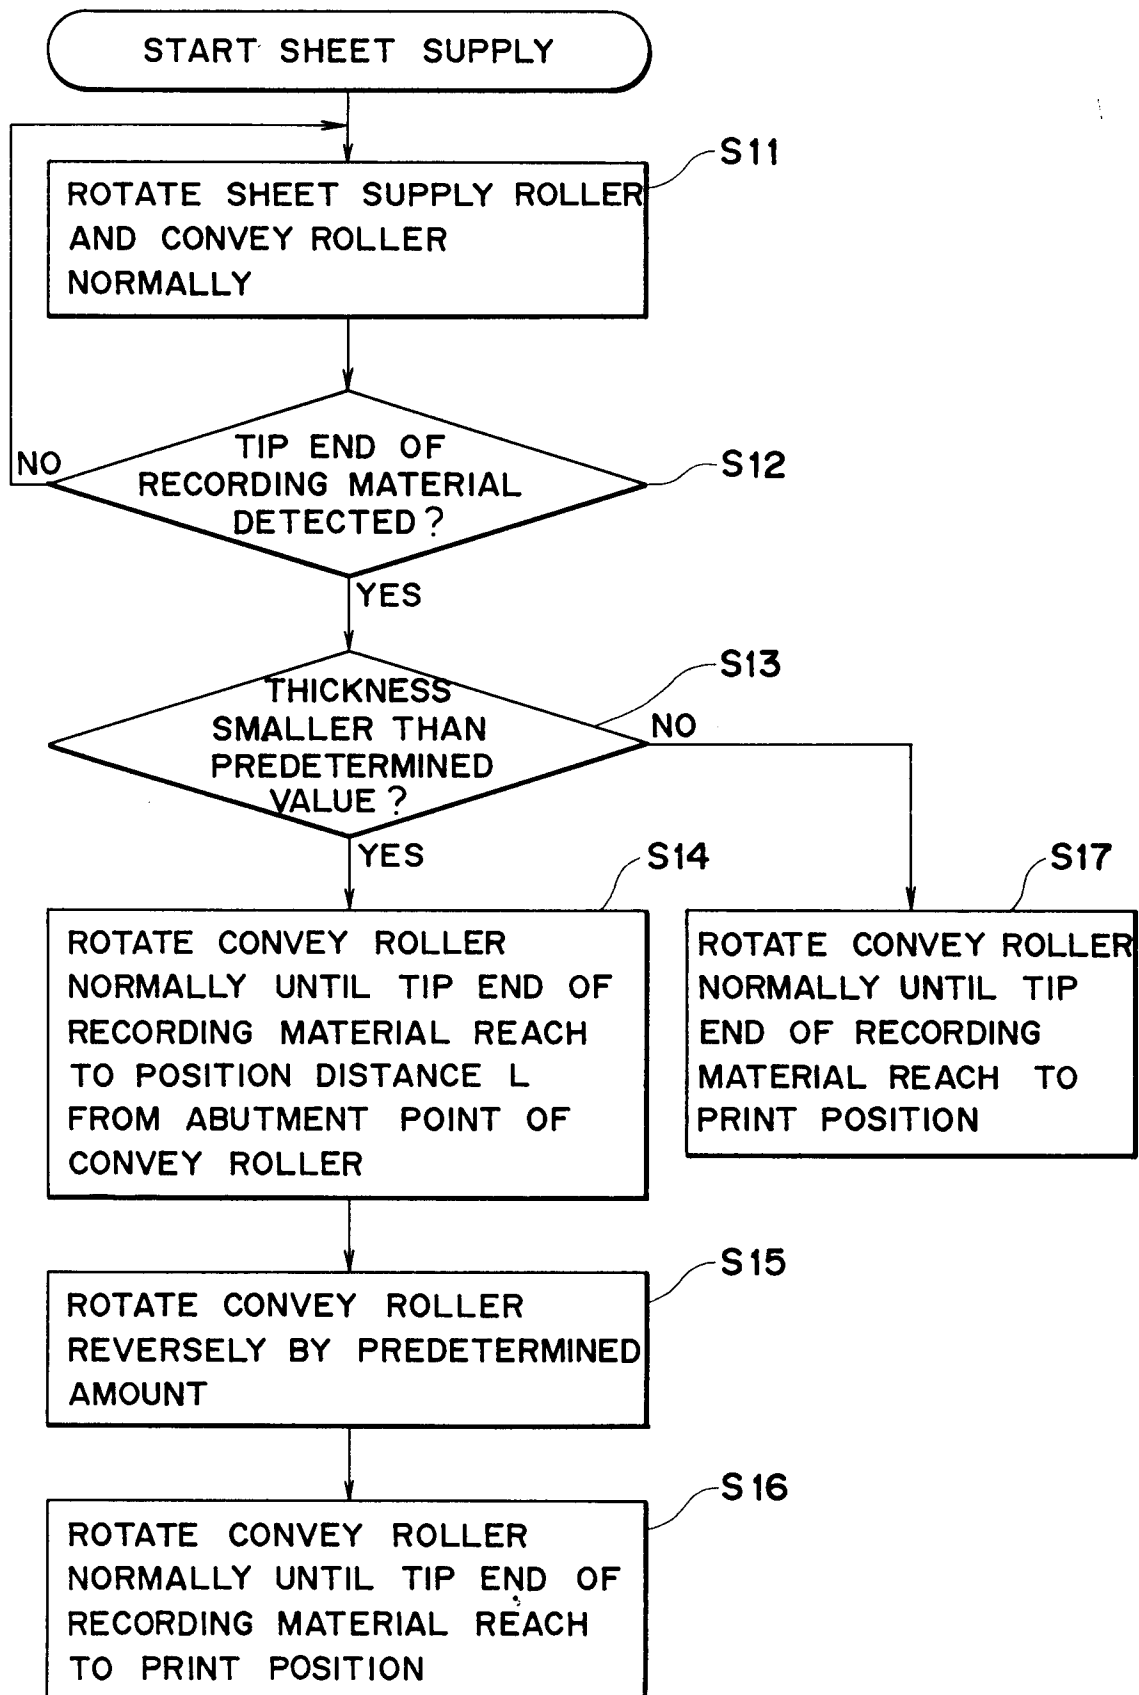 START SHEET SUPPLY
S11
ROTATE SHEET SUPPLY ROLLER
AND CONVEY ROLLER
NORMALLY
TIP END OF
RECORDING MATERIAL
DETECTED?
S12
NO
YES
S13
THICKNESS
SMALLER THAN
PREDETERMINED
VALUE?
NO
YES
S14
ROTATE CONVEY ROLLER
NORMALLY UNTIL TIP END OF
RECORDING MATERIAL REACH
TO POSITION DISTANCE L
FROM ABUTMENT POINT OF
CONVEY ROLLER
S17
ROTATE CONVEY ROLLER
NORMALLY UNTIL TIP
END OF RECORDING
MATERIAL REACH TO
PRINT POSITION
S15
ROTATE CONVEY ROLLER
REVERSELY BY PREDETERMINED
AMOUNT
S16
ROTATE CONVEY ROLLER
NORMALLY UNTIL TIP END OF
RECORDING MATERIAL REACH
TO PRINT POSITION